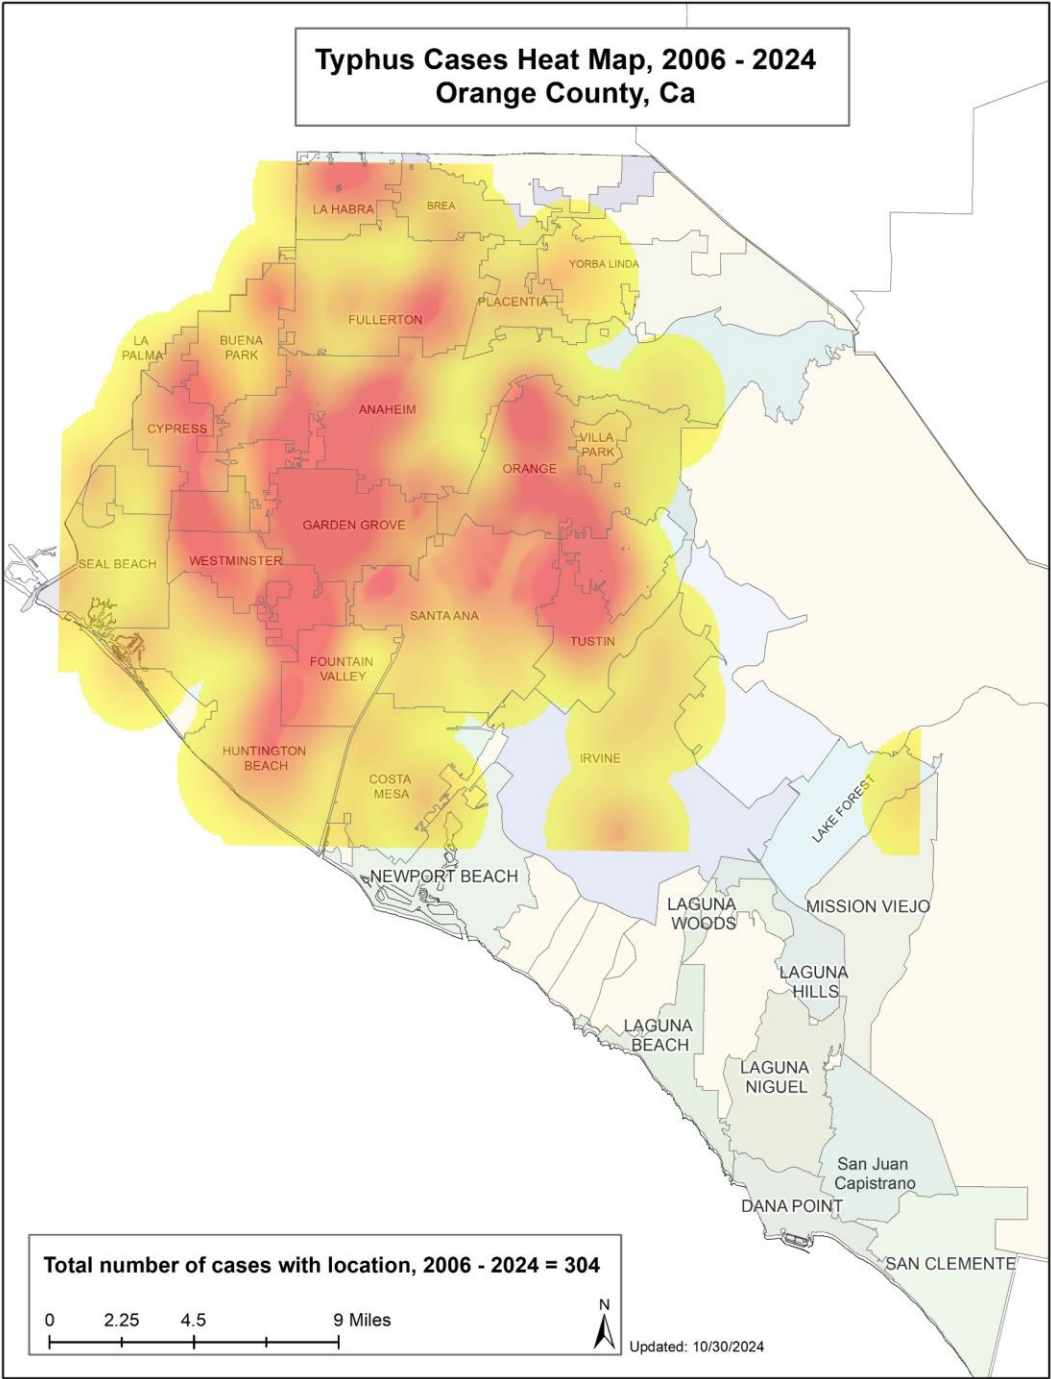 Typhus Cases Heat Map, 2006 - 2024
Orange County, Ca
LA HABRA
BREA
YORBA LINDA
PLACENTIA
FULLERTON
LA
PALMA
BUENA
PARK
ANAHEIM
CYPRESS
VILLA
PARK
ORANGE
GARDEN GROVE
WESTMINSTER
SEAL BEACH
SANTA ANA
TUSTIN
FOUNTAIN
VALLEY
HUNTINGTON
BEACH
IRVINE
COSTA
MESA
LAKE FOREST
NEWPORT BEACH
LAGUNA
WOODS
MISSION VIEJO
LAGUNA
HILLS
LAGUNA
BEACH
LAGUNA
NIGUEL
San Juan
Capistrano
DANA POINT
SAN CLEMENTE
Total number of cases with location, 2006 - 2024 = 304
0 2.25 4.5 9 Miles
N
Updated: 10/30/2024